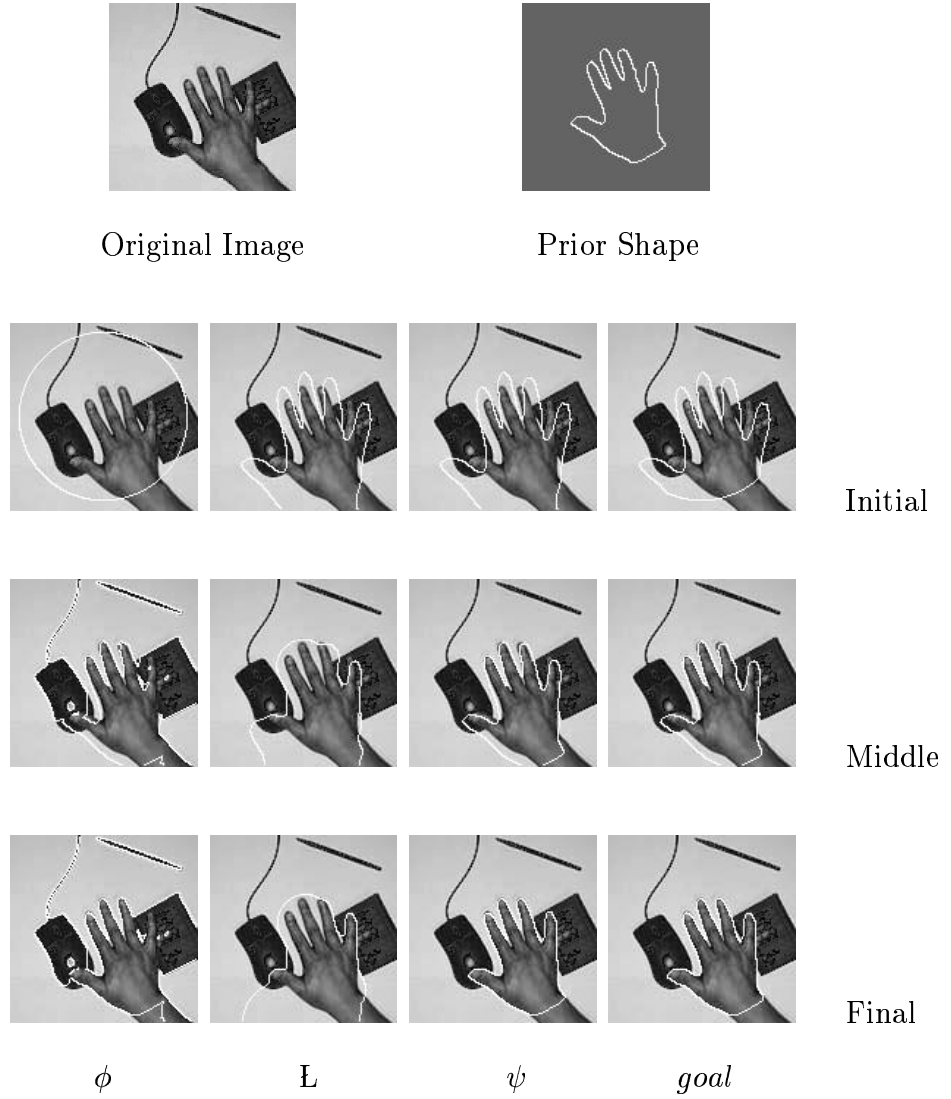 Original Image
Prior Shape
Initial
Middle
Final
ϕ
Ł
ψ
goal